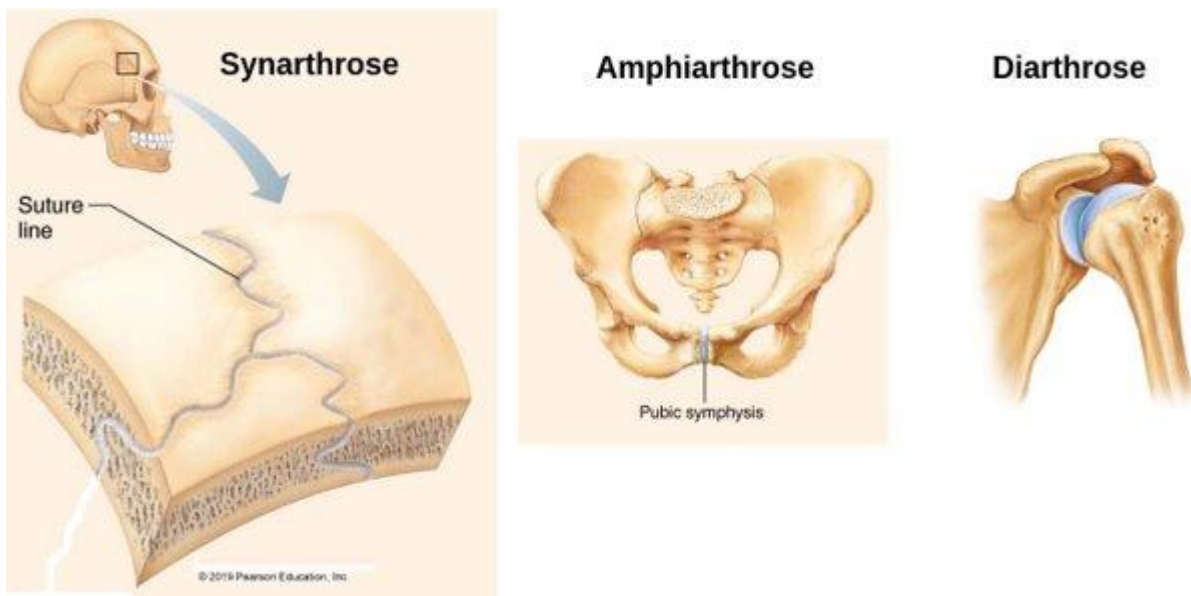 Synarthrose
Suture
line
© 2019 Pearson Education, Inc.
Amphiarthrose
Pubic symphysis
Diarthrose